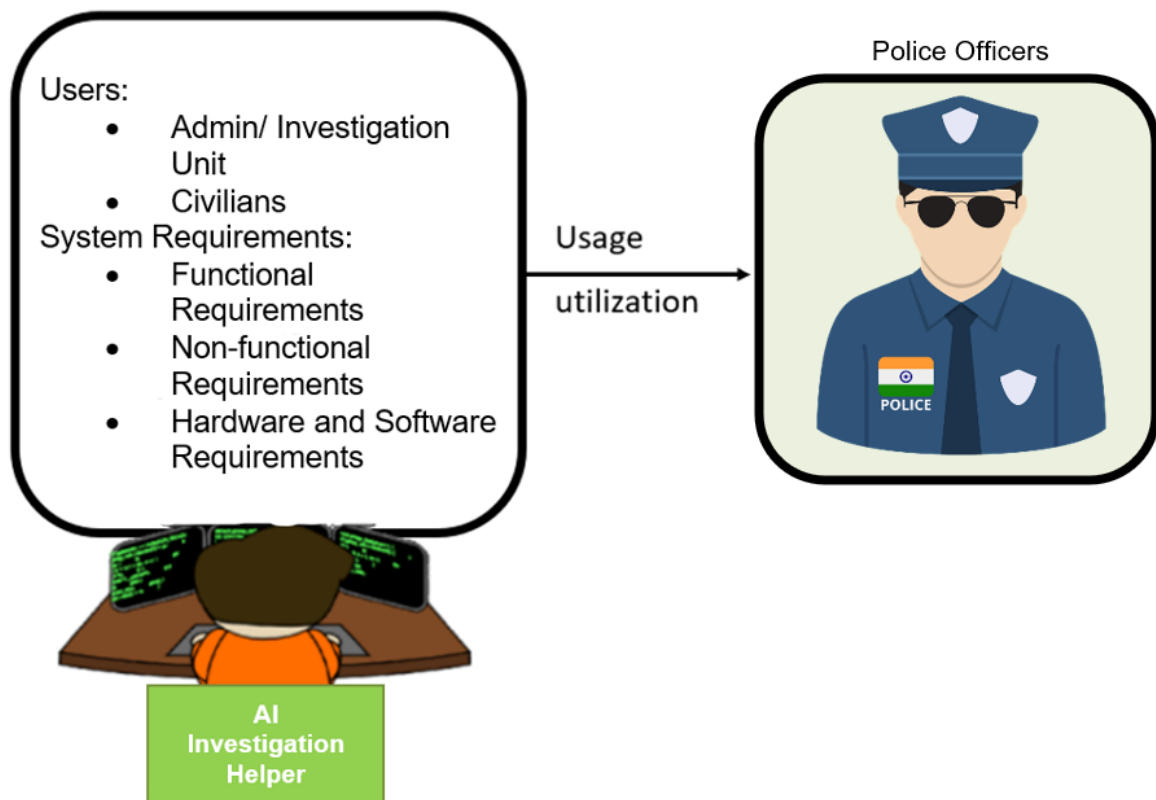 Users:
• Admin/ Investigation
Unit
• Civilians
System Requirements:
• Functional
Requirements
• Non-functional
Requirements
• Hardware and Software
Requirements
Usage
utilization
Police Officers
POLICE
AI
Investigation
Helper